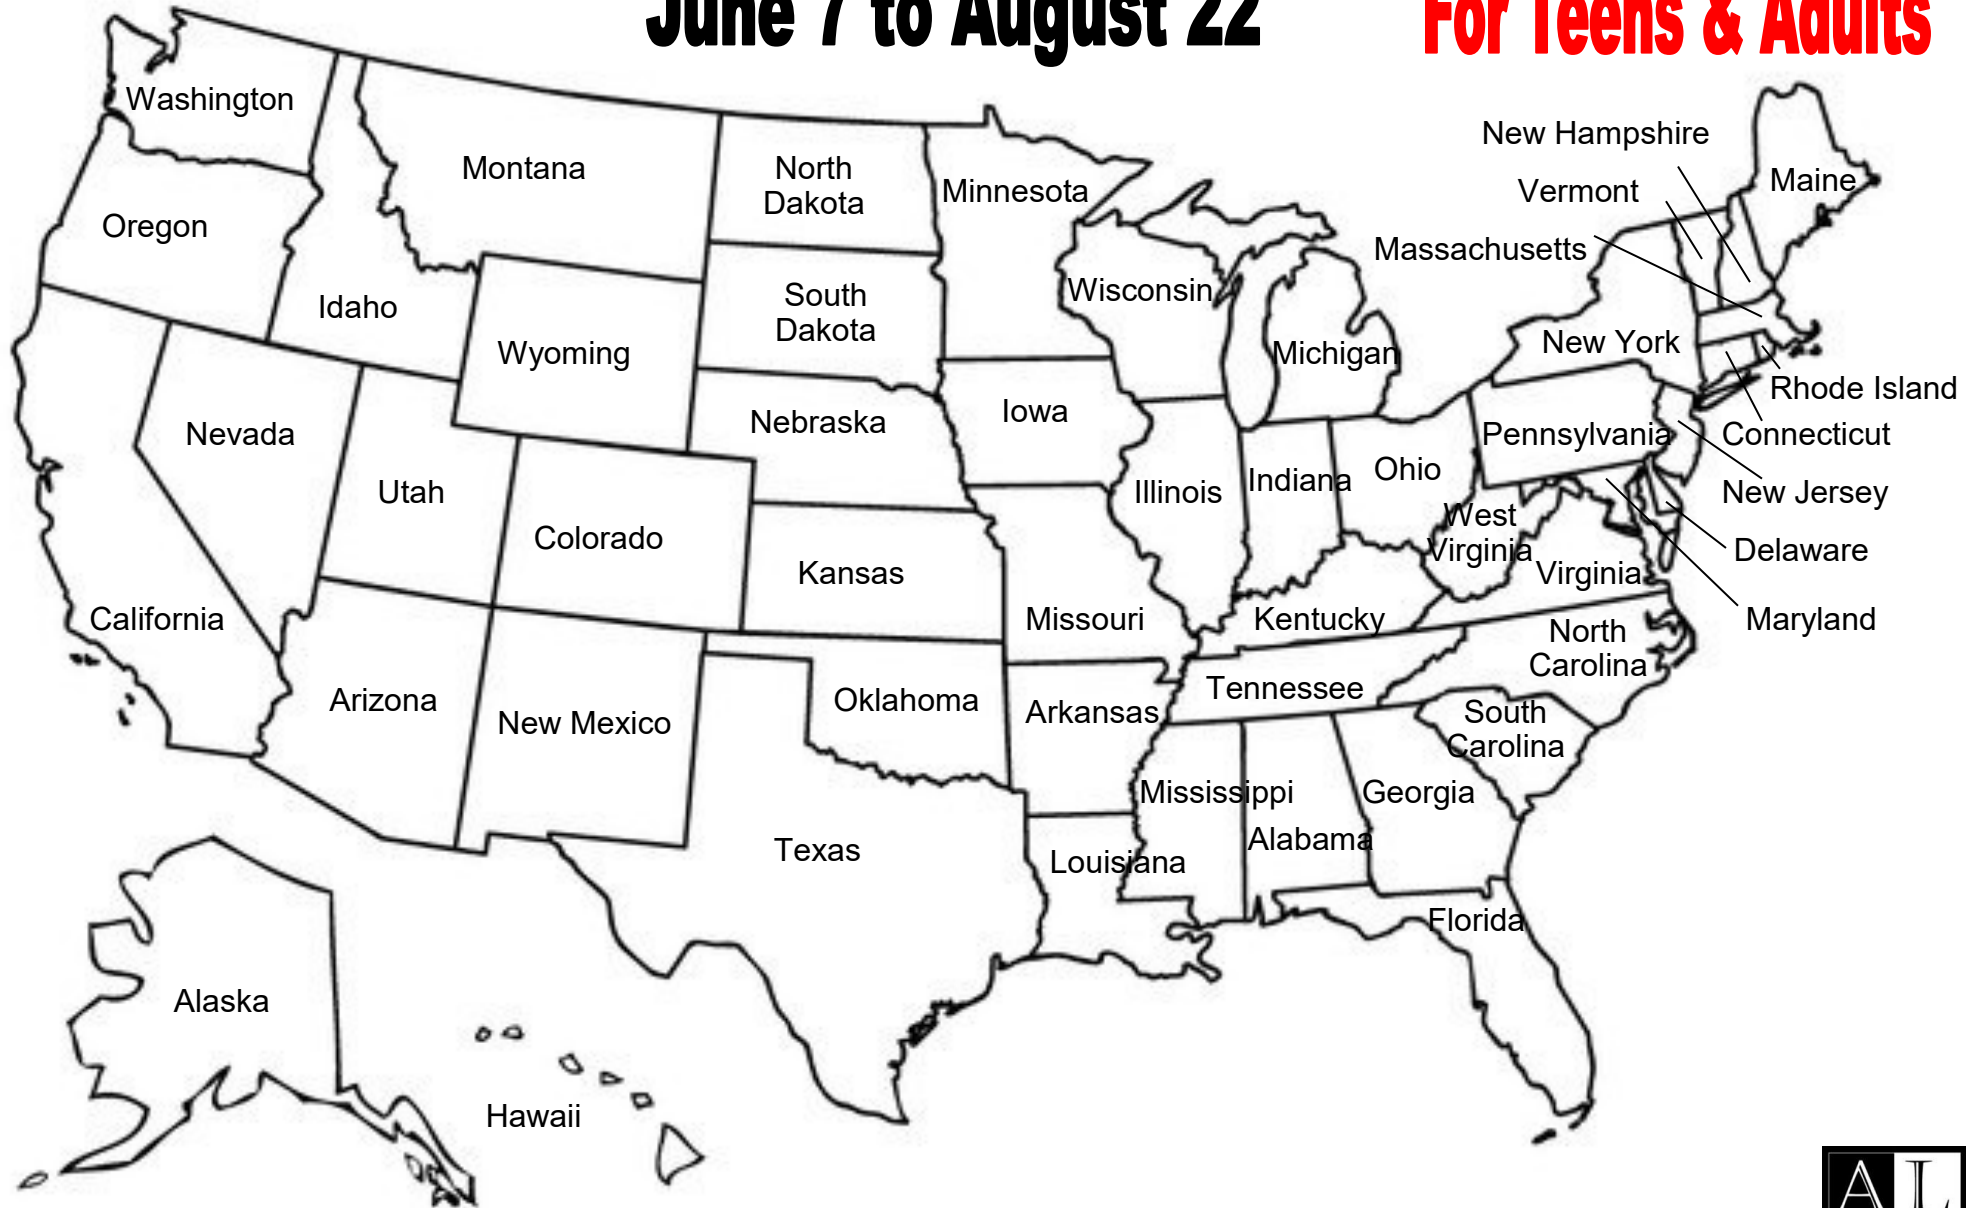 June 7 to August 22
For Teens & Adults
Washington
Montana
North
Dakota
Minnesota
New Hampshire
Vermont
Maine
Massachusetts
Oregon
Idaho
South
Dakota
Wisconsin
Wyoming
Michigan
New York
Rhode Island
Nevada
Nebraska
Iowa
Pennsylvania
Connecticut
Utah
Colorado
Illinois
Indiana
Ohio
New Jersey
West
Virginia
Delaware
Kansas
Virginia
California
Missouri
Kentucky
Maryland
North
Carolina
Arizona
New Mexico
Oklahoma
Arkansas
Tennessee
South
Carolina
Mississippi
Georgia
Alabama
Texas
Louisiana
Florida
Alaska
Hawaii
AL